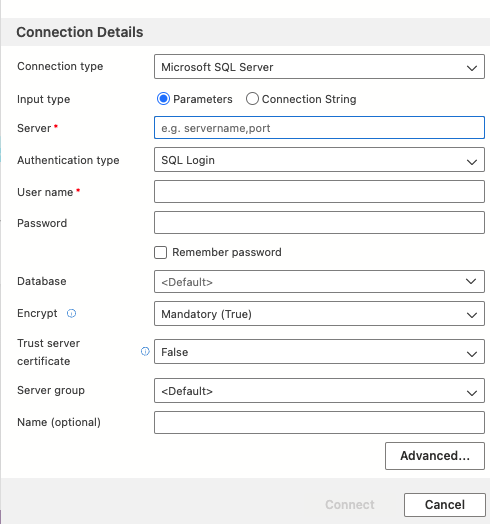 Connection Details
Connection type Microsoft SQL Server
Input type Parameters Connection String
Server * e.g. servername,port
Authentication type SQL Login
User name *
Password
Remember password
Database <Default>
Encrypt Mandatory (True)
Trust server
certificate False
Server group <Default>
Name (optional)
Advanced...
Connect Cancel